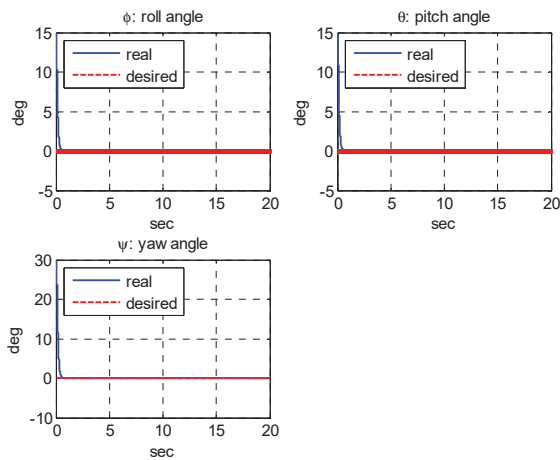 ϕ: roll angle
15
10
5
0
-5
deg
real
desired
0 5 10 15 20
sec
θ: pitch angle
15
10
5
0
-5
deg
real
desired
0 5 10 15 20
sec
ψ: yaw angle
30
20
10
0
-10
deg
real
desired
0 5 10 15 20
sec